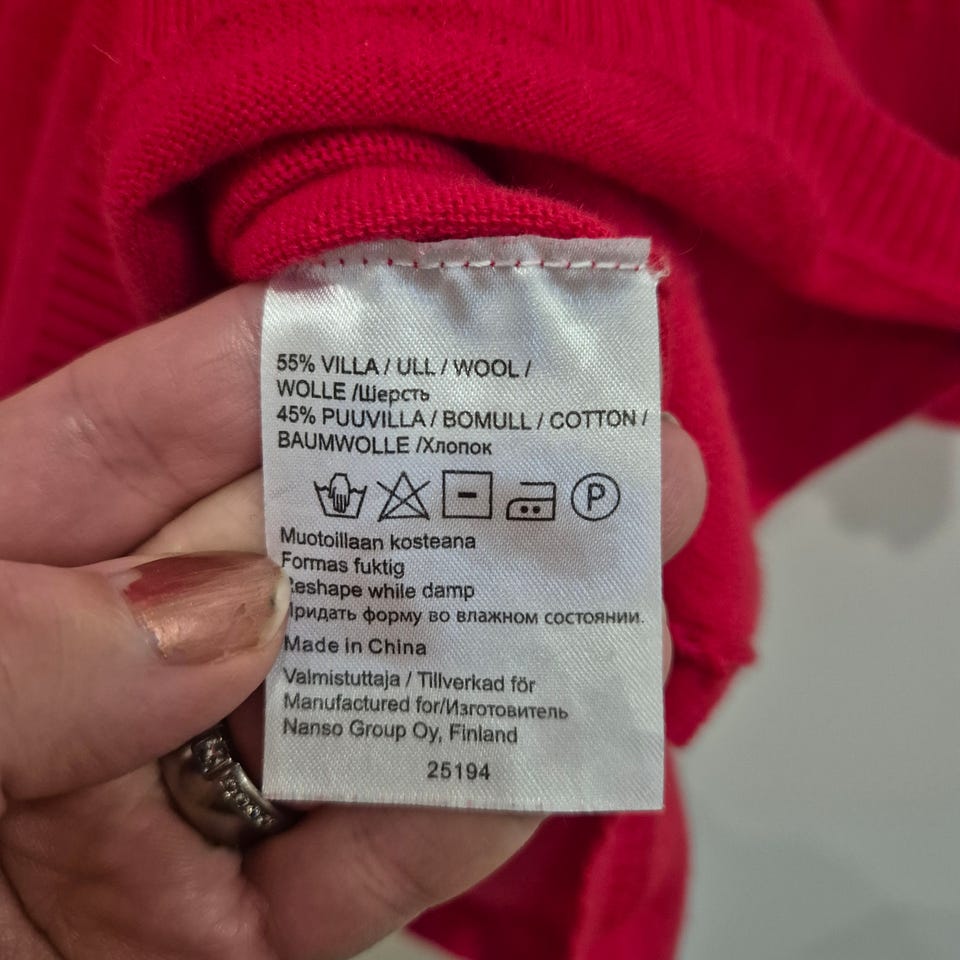 55% VILLA / ULL / WOOL /
WOLLE /Шерсть
45% PUUVILLA / BOMULL / COTTON /
BAUMWOLLE /Хлопок
P
Muotoillaan kosteana
Formas fuktig
Reshape while damp
Придать форму во влажном состоянии.
Made in China
Valmistuttaja / Tillverkad för
Manufactured for/Изготовитель
Nanso Group Oy, Finland
25194